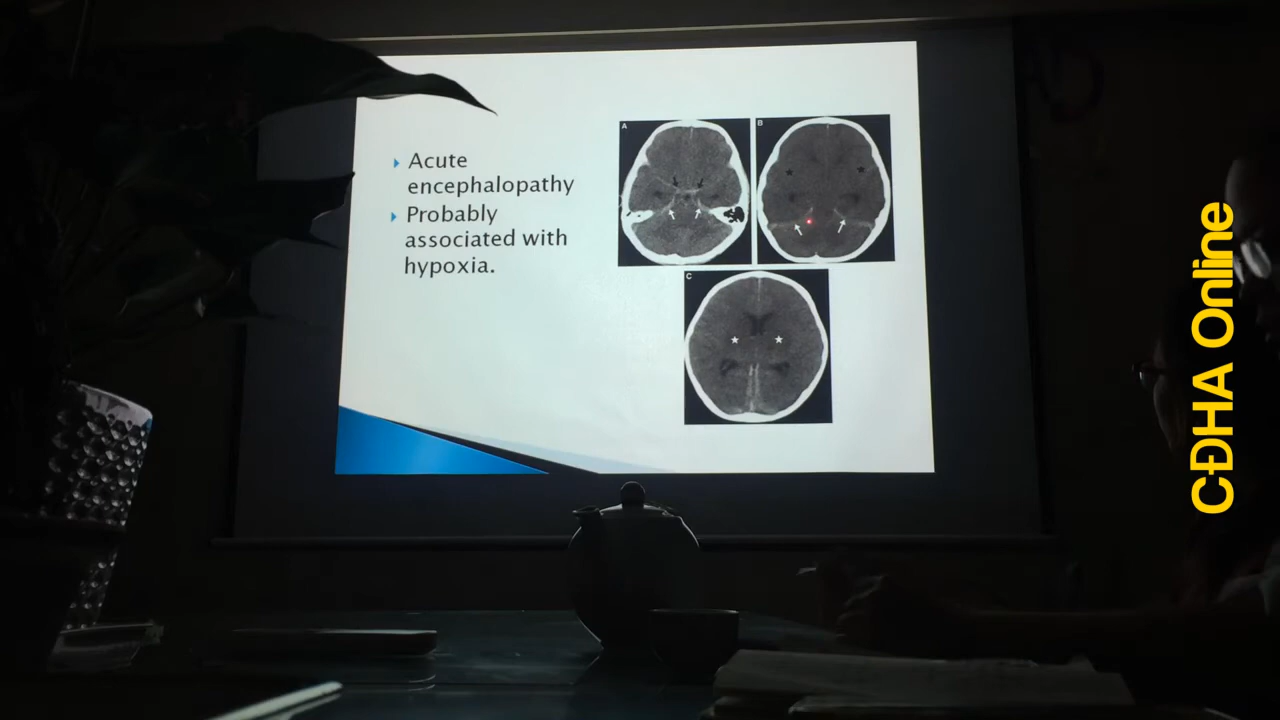 Acute
encephalopathy
Probably
associated with
hypoxia.
A
B
C
CĐHA Online